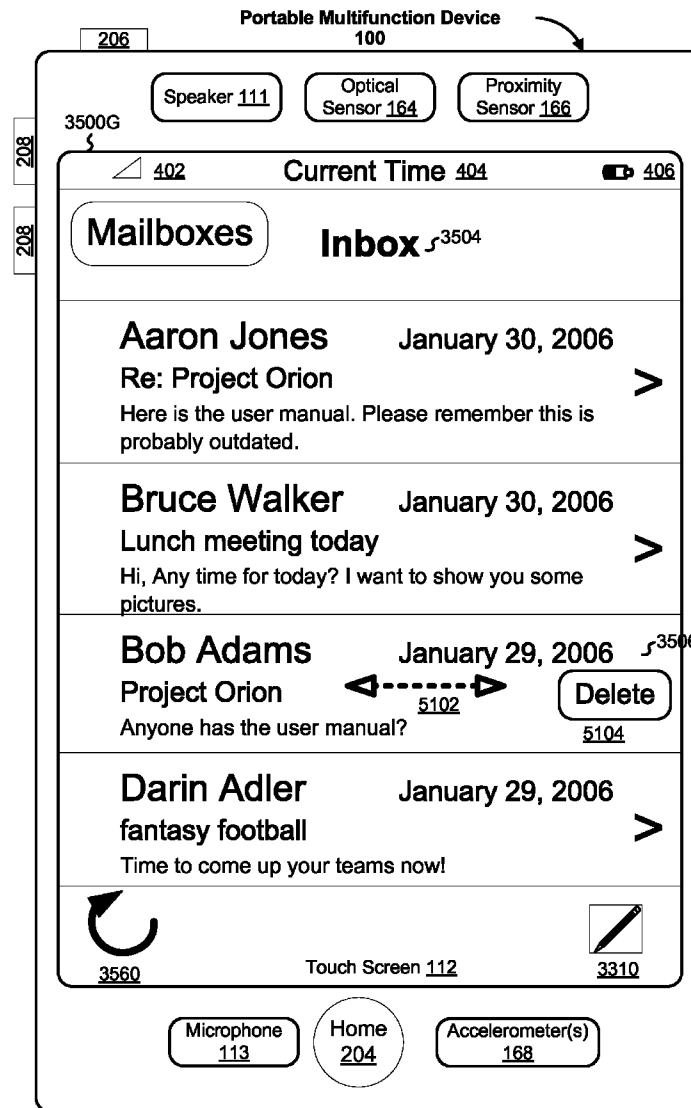 Portable Multifunction Device
100
206
Speaker 111
Optical
Sensor 164
Proximity
Sensor 166
3500G
208
208
402
Current Time 404
406
Mailboxes
Inbox
3504
Aaron Jones January 30, 2006
Re: Project Orion
>
Here is the user manual. Please remember this is
probably outdated.
Bruce Walker January 30, 2006
Lunch meeting today
>
Hi, Any time for today? I want to show you some
pictures.
Bob Adams January 29, 2006
3506
Project Orion
5102
Delete
5104
Anyone has the user manual?
Darin Adler January 29, 2006
fantasy football
>
Time to come up your teams now!
3560
Touch Screen 112
3310
Microphone
113
Home
204
Accelerometer(s)
168